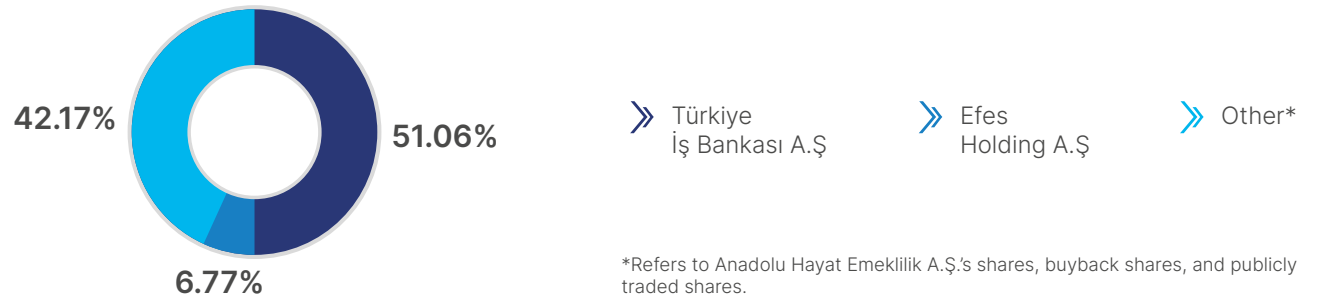 42.17%
51.06%
6.77%
Türkiye
İş Bankası A.Ş
Efes
Holding A.Ş
Other*
*Refers to Anadolu Hayat Emeklilik A.Ş.'s shares, buyback shares, and publicly
traded shares.